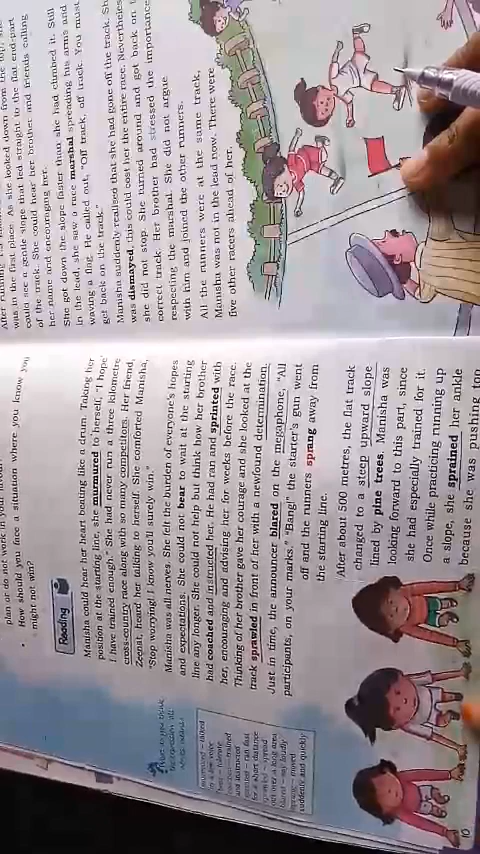 plan or do not work in your favour.
• How should you face a situation where you know you
might not win?
Reading
Manisha could hear her heart beating like a drum. Taking her
position at the starting line, she murmured to herself, "I hope
I have trained enough." She had never run a three kilometre
cross-country race along with so many competitors. Her friend,
Zeenat, heard her talking to herself. She comforted Manisha,
"Stop worrying! I know you'll surely win."
Manisha was all nerves. She felt the burden of everyone's hopes
and expectations. She could not bear to wait at the starting
line any longer. She could not help but think how her brother
had coached and instructed her. He had ran and sprinted with
her, encouraging and advising her for weeks before the race.
Thinking of her brother gave her courage and she looked at the
track sprawled in front of her with a newfound determination.
Just in time, the announcer blared on the megaphone, "All
participants, on your marks." "Bang!" the starter's gun went
off and the runners sprang away from
the starting line.
After about 500 metres, the flat track
changed to a steep upward slope
lined by pine trees. Manisha was
looking forward to this part, since
she had especially trained for it.
Once while practicing running up
a slope, she sprained her ankle
because she was pushing too
murmured – talked
in a low voice
bear – tolerate
coached – trained
and instructed
sprinted – ran fast
for a short distance
sprawled – spread
out over a long area
blared – say loudly
sprang – moved
suddenly and quickly
10
was in the first place. As she looked down from the
could see a gentle slope that led straight to the flat end-part
of the track. She could hear her brother and friends calling
her name and encouraging her.
She got down the slope faster than she had climbed it. Still
in the lead, she saw a race marshal spreading his arms and
waving a flag. He called out, "Off track, off track. You must
get back on the track."
Manisha suddenly realised that she had gone off the track. She
was dismayed, this could cost her the entire race. Nevertheless
she did not stop. She turned around and got back on
correct track. Her brother had stressed the importance
respecting the marshal. She did not argue
with him and joined the other runners.
All the runners were at the same track,
Manisha was not in the lead now. There were
five other racers ahead of her.